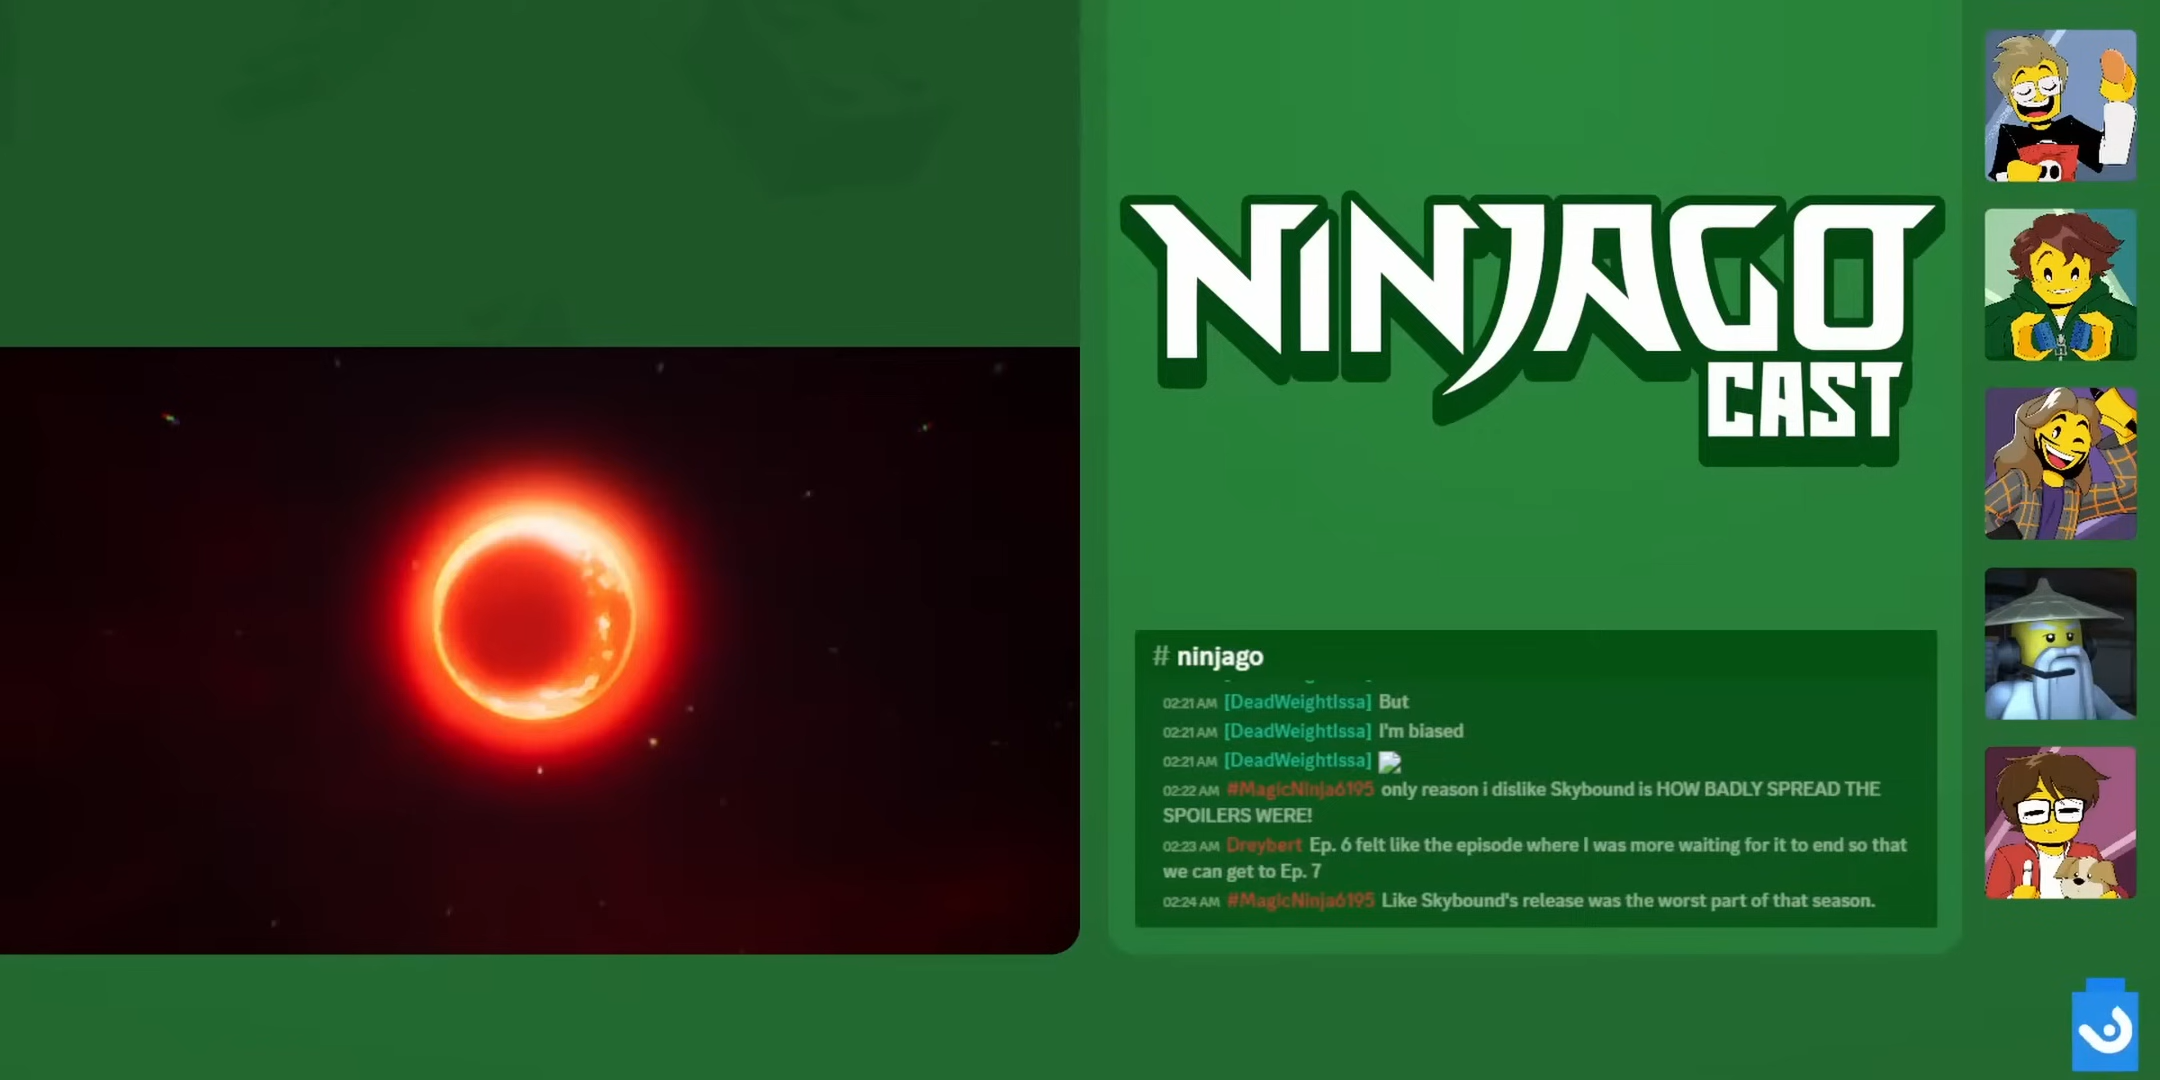 NINJAGO
CAST
# ninjago
02:21 AM [DeadWeightIssa] But
02:21 AM [DeadWeightIssa] I'm biased
02:21 AM [DeadWeightIssa]
02:22 AM #MagicNinja6195 only reason i dislike Skybound is HOW BADLY SPREAD THE
SPOILERS WERE!
02:23 AM Dreybert Ep. 6 felt like the episode where I was more waiting for it to end so that
we can get to Ep. 7
02:24 AM #MagicNinja6195 Like Skybound's release was the worst part of that season.